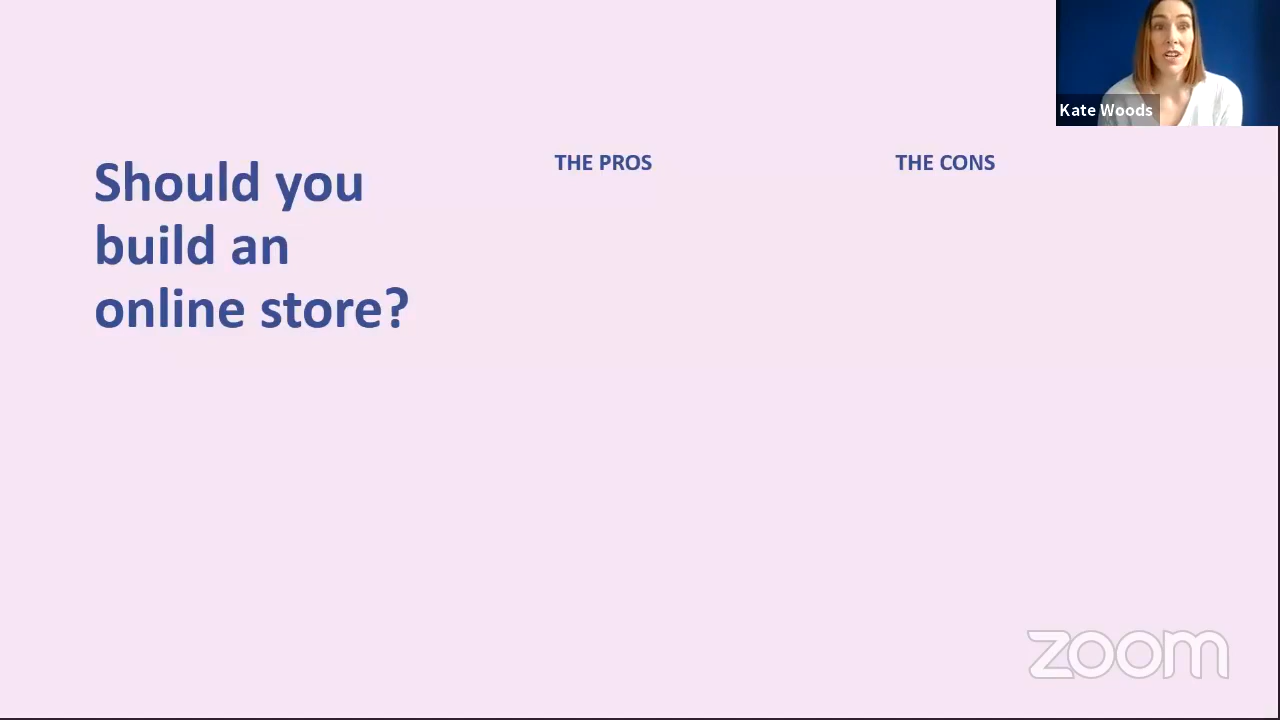 Kate Woods
Should you
build an
online store?
THE PROS
THE CONS
zoom